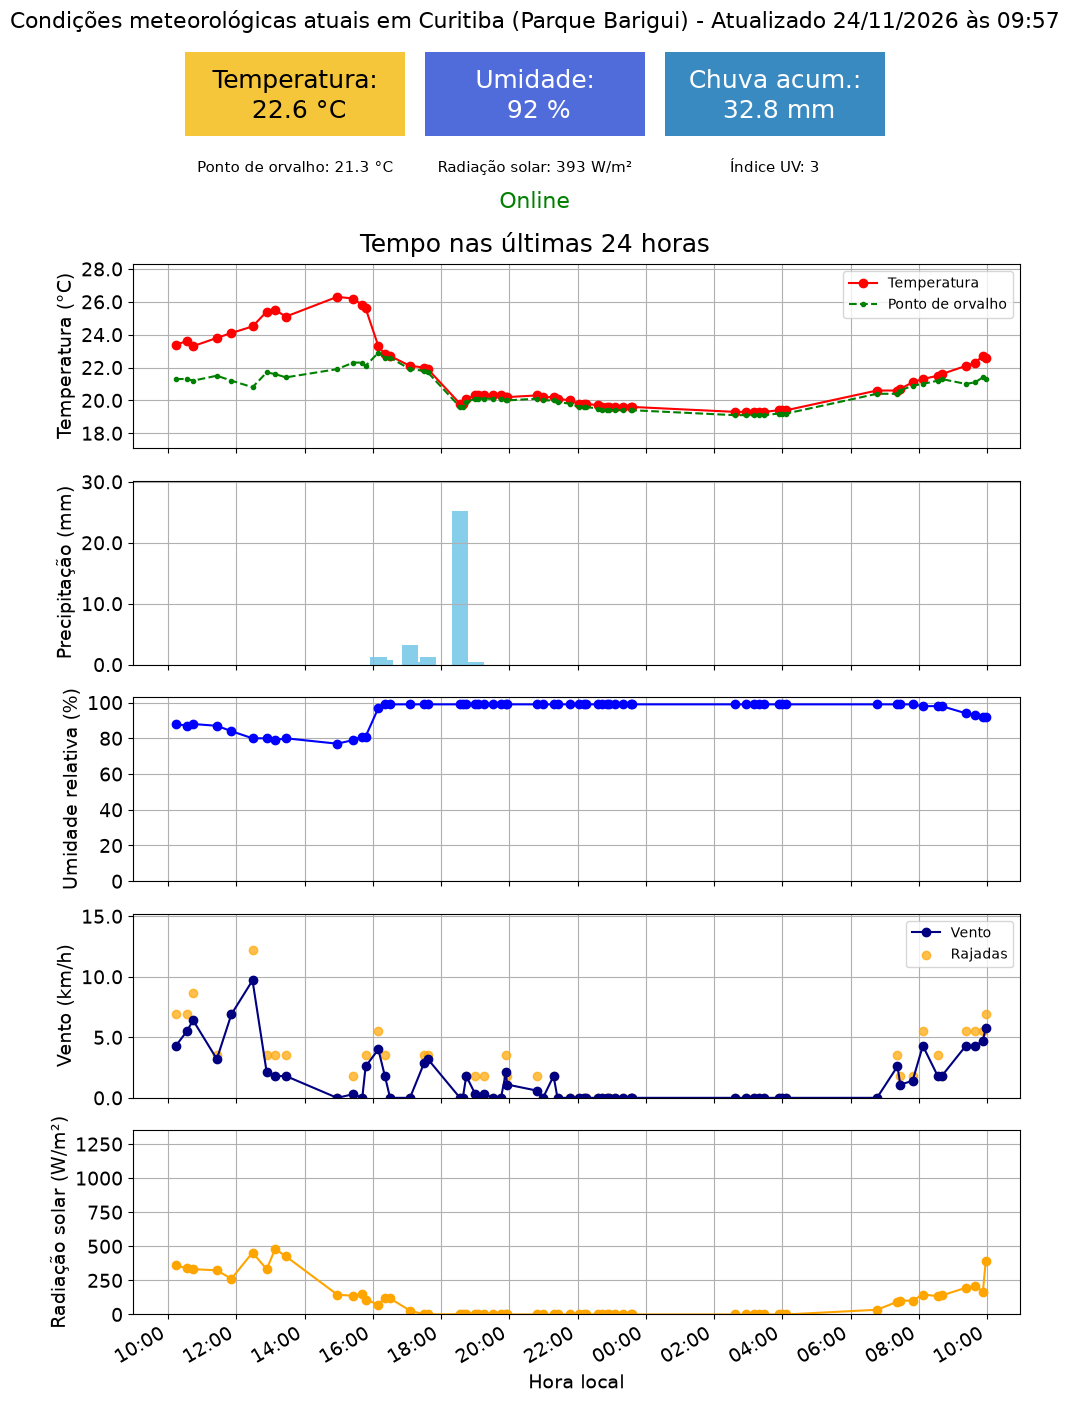 Condições meteorológicas atuais em Curitiba (Parque Barigui) - Atualizado 24/11/2026 às 09:57
Temperatura:
22.6 °C
Umidade:
92 %
Chuva acum.:
32.8 mm
Ponto de orvalho: 21.3 °C
Radiação solar: 393 W/m²
Índice UV: 3
Online
Tempo nas últimas 24 horas
Temperatura (°C)
28.0
26.0
24.0
22.0
20.0
18.0
Temperatura
Ponto de orvalho
Precipitação (mm)
30.0
20.0
10.0
0.0
Umidade relativa (%)
100
80
60
40
20
0
Vento (km/h)
15.0
10.0
5.0
0.0
Vento
Rajadas
Radiação solar (W/m²)
1250
1000
750
500
250
0
10:00
12:00
14:00
16:00
18:00
20:00
22:00
00:00
02:00
04:00
06:00
08:00
10:00
Hora local